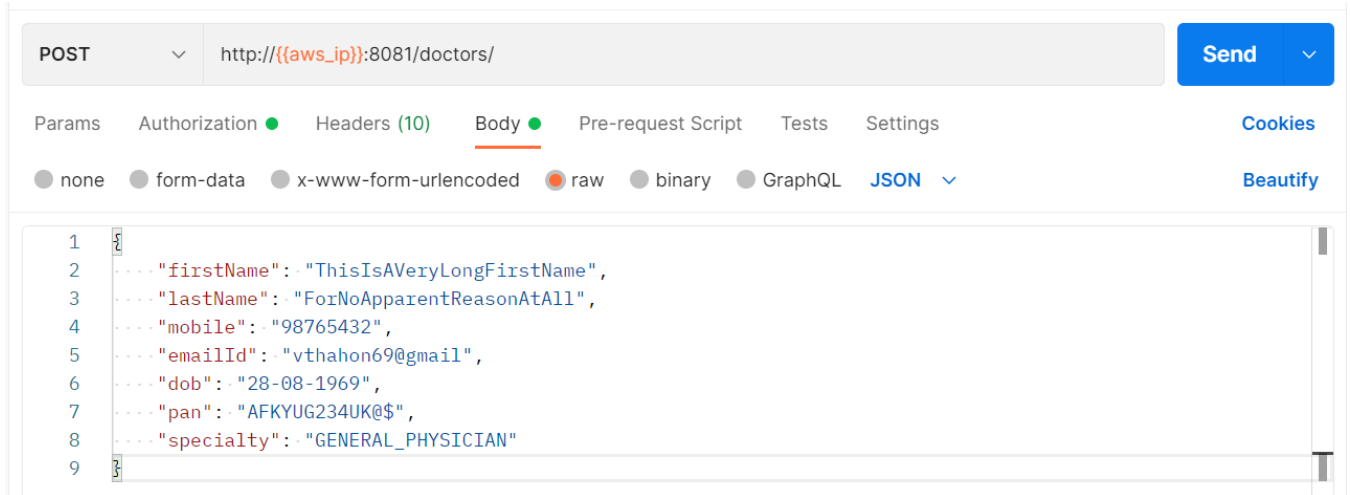 POST http://{{aws_ip}}:8081/doctors/ Send
Params Authorization Headers (10) Body Pre-request Script Tests Settings Cookies
none form-data x-www-form-urlencoded raw binary GraphQL JSON Beautify
1 {
2 "firstName": "ThisIsAVeryLongFirstName",
3 "lastName": "ForNoApparentReasonAtAll",
4 "mobile": "98765432",
5 "emailId": "vthahon69@gmail",
6 "dob": "28-08-1969",
7 "pan": "AFKYUG234UK@$",
8 "specialty": "GENERAL_PHYSICIAN"
9 }